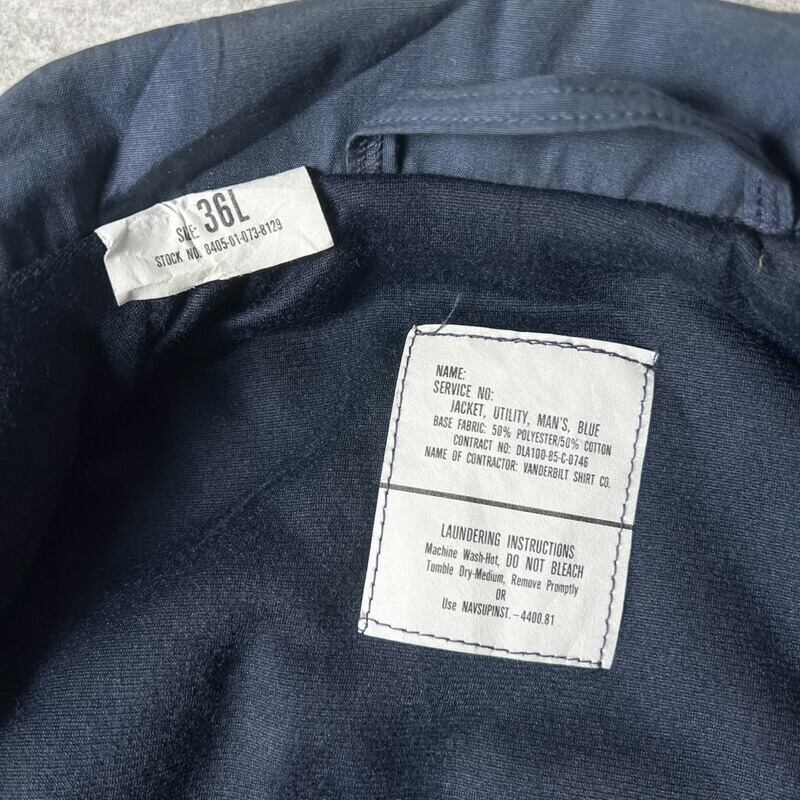 SIZE: 36L
STOCK NO. 8405-01-073-8129
NAME:
SERVICE NO:
JACKET, UTILITY, MAN'S, BLUE
BASE FABRIC: 50% POLYESTER/50% COTTON
CONTRACT NO: DLA100-85-C-0746
NAME OF CONTRACTOR: VANDERBILT SHIRT CO.
LAUNDERING INSTRUCTIONS
Machine Wash-Hot, DO NOT BLEACH
Tumble Dry-Medium, Remove Promptly
OR
Use NAVSUPINST.-4400.81